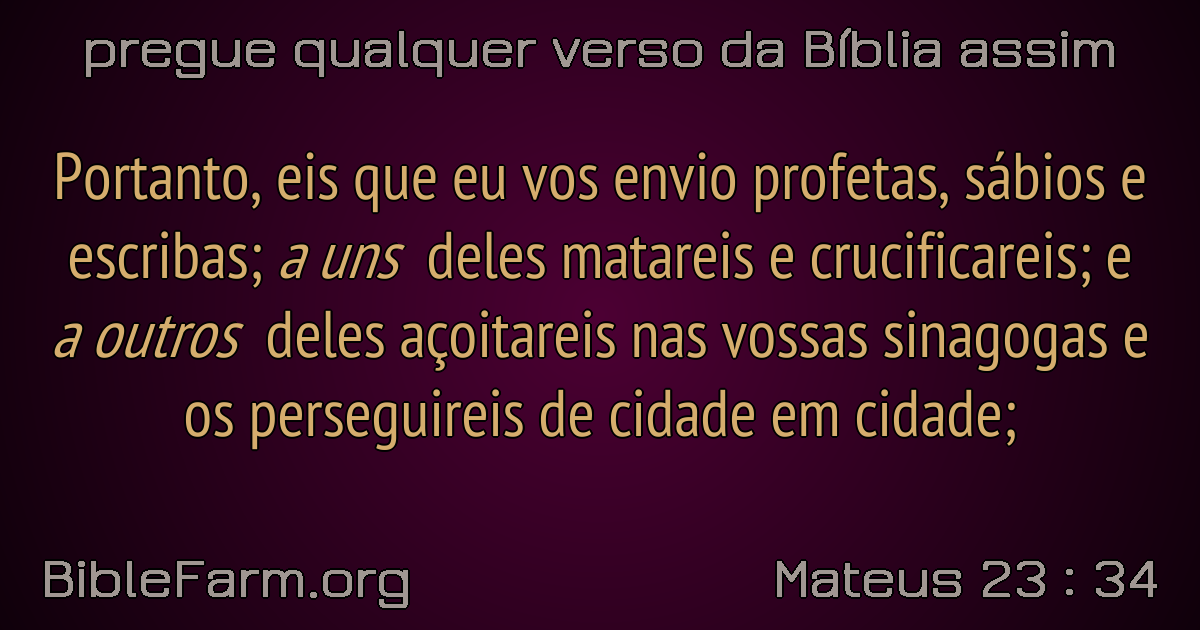 pregue qualquer verso da Bíblia assim
Portanto, eis que eu vos envio profetas, sábios e
escribas; a uns deles matareis e crucificareis; e
a outros deles açoitareis nas vossas sinagogas e
os perseguireis de cidade em cidade;
BibleFarm.org
Mateus 23 : 34